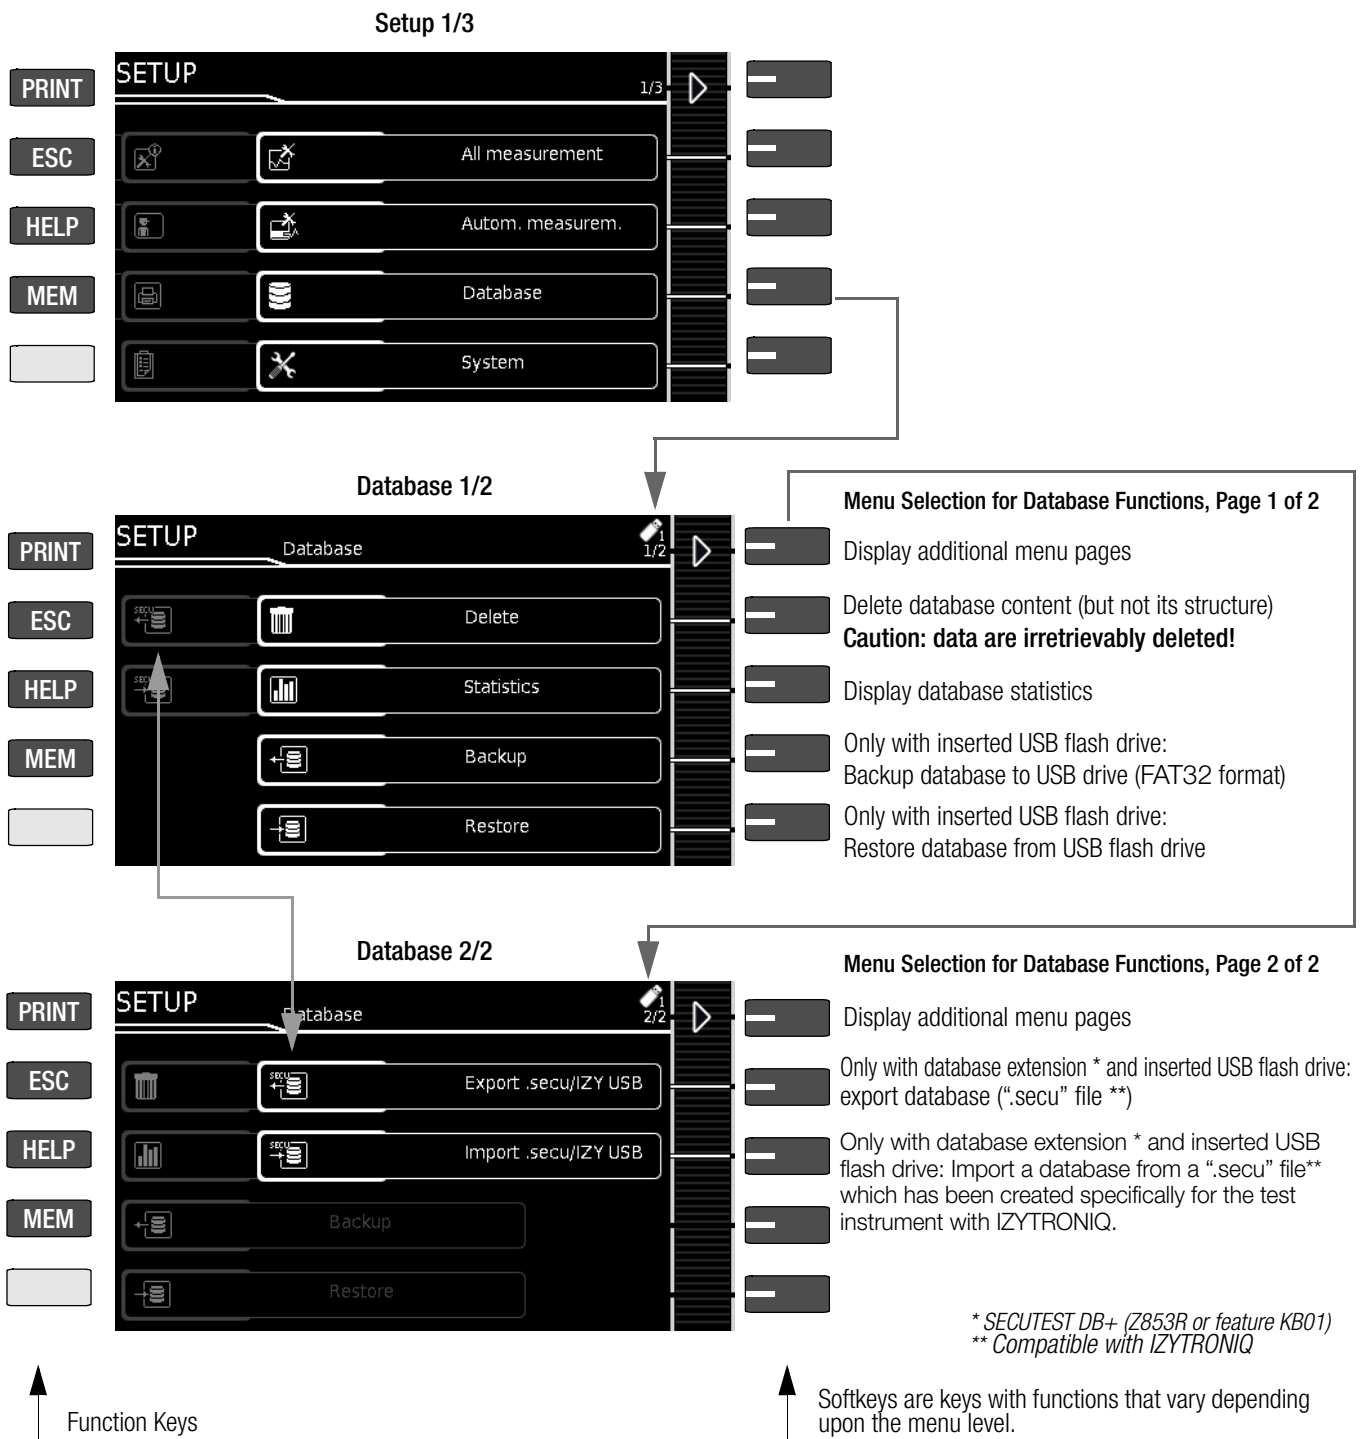 Setup 1/3
PRINT
ESC
HELP
MEM
SETUP
1/3
All measurement
Autom. measurem.
Database
System
Database 1/2
PRINT
ESC
HELP
MEM
SETUP
Database
1
1/2
SECU
Delete
SECU
Statistics
Backup
Restore
Menu Selection for Database Functions, Page 1 of 2
Display additional menu pages
Delete database content (but not its structure)
Caution: data are irretrievably deleted!
Display database statistics
Only with inserted USB flash drive:
Backup database to USB drive (FAT32 format)
Only with inserted USB flash drive:
Restore database from USB flash drive
Database 2/2
PRINT
ESC
HELP
MEM
SETUP
Database
1
2/2
SECU
Export .secu/IZY USB
SECU
Import .secu/IZY USB
Backup
Restore
Menu Selection for Database Functions, Page 2 of 2
Display additional menu pages
Only with database extension * and inserted USB flash drive:
export database (“.secu” file **)
Only with database extension * and inserted USB
flash drive: Import a database from a “.secu” file**
which has been created specifically for the test
instrument with IZYTRONIQ.
* SECUTEST DB+ (Z853R or feature KB01)
** Compatible with IZYTRONIQ
Function Keys
Softkeys are keys with functions that vary depending
upon the menu level.